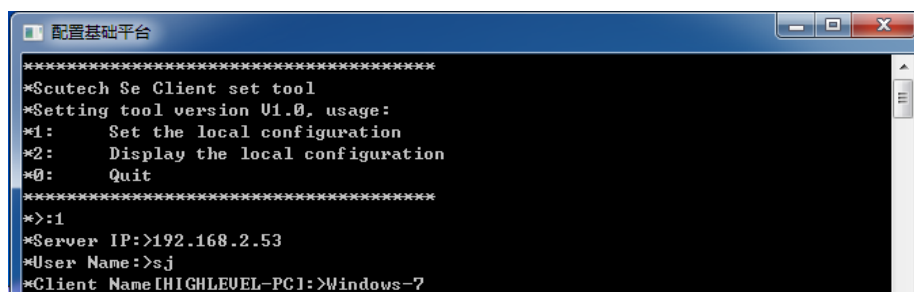 配置基础平台
**************************************
*Scutech Se Client set tool
*Setting tool version V1.0, usage:
*1:     Set the local configuration
*2:     Display the local configuration
*0:     Quit
**************************************
*>:1
*Server IP:>192.168.2.53
*User Name:>sj
*Client Name[HIGHLEVEL-PC]:>Windows-7